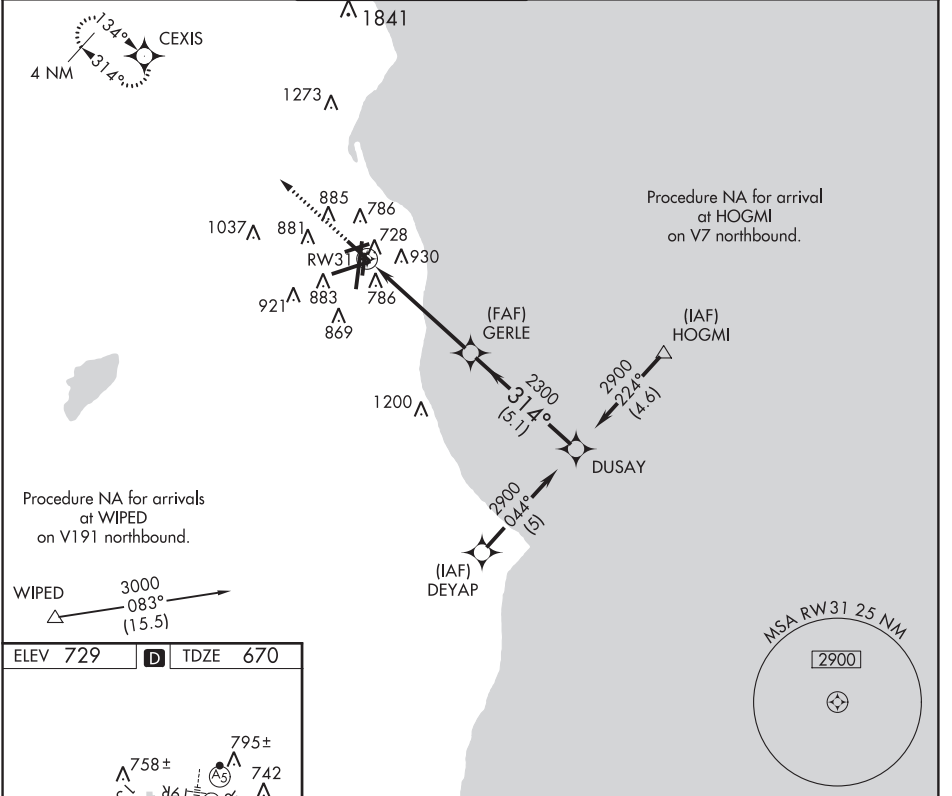 1841
134°
CEXIS
4 NM
314°
1273
Procedure NA for arrival
at HOGMI
on V7 northbound.
885
786
1037
881
728
RW31
930
921
883
786
869
(FAF)
GERLE
(IAF)
HOGMI
2900
224°
(4.6)
2300
314°
(5.1)
1200
DUSAY
2900
044°
(5)
Procedure NA for arrivals
at WIPED
on V191 northbound.
(IAF)
DEYAP
WIPED
3000
083°
(15.5)
MSA RW31 25 NM
2900
ELEV 729 D TDZE 670
795±
758±
A5
742